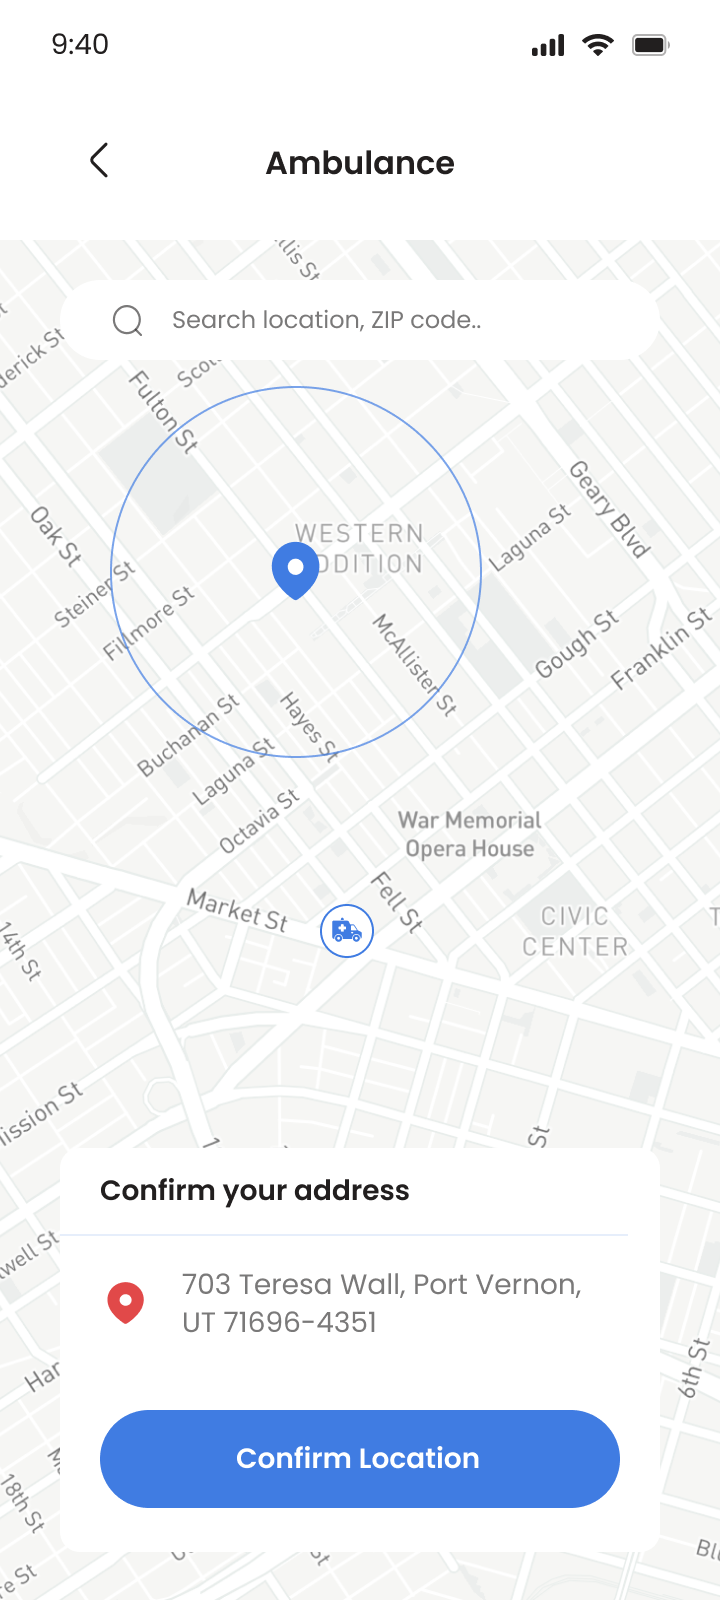 9:40
Ambulance
Search location, ZIP code..
Fulton St
Geary Blvd
Oak St
WESTERN
Laguna St
Steiner St
Fillmore St
McAllister St
Gough St
Franklin St
Buchanan St
Hayes St
Laguna St
Octavia St
War Memorial
Opera House
Fell St
Market St
CIVIC
CENTER
14th St
St
6th St
18th St
Confirm your address
703 Teresa Wall, Port Vernon,
UT 71696-4351
Confirm Location